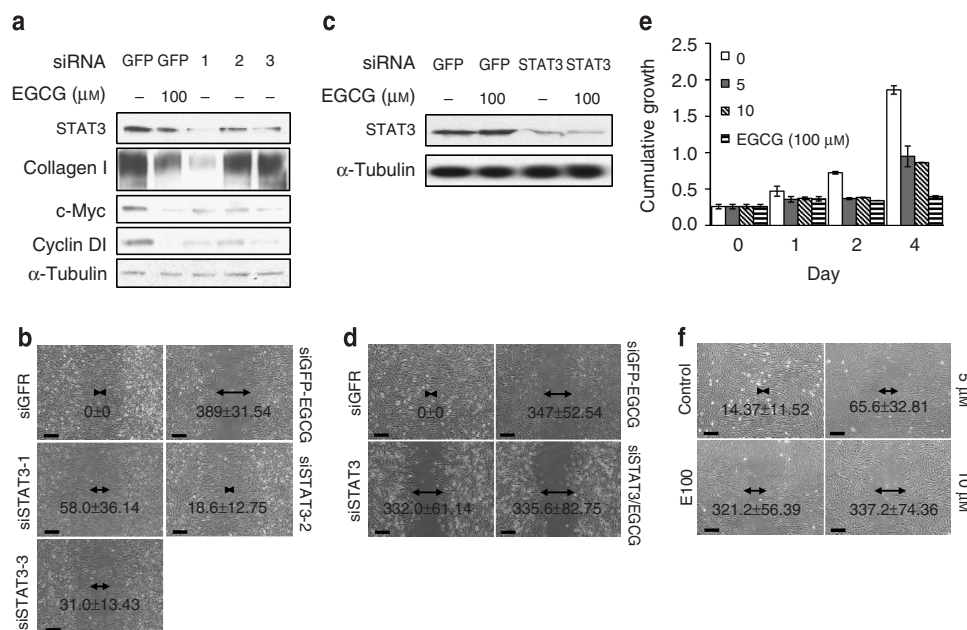 a
siRNA GFP GFP 1 2 3
EGCG (μM) – 100 – – –
STAT3
Collagen I
c-Myc
Cyclin DI
α-Tubulin
c
siRNA GFP GFP STAT3 STAT3
EGCG (μM) – 100 – 100
STAT3
α-Tubulin
e
Cumulative growth
2.5
2.0
1.5
1.0
0.5
0.0
0
5
10
EGCG (100 μM)
0 1 2 4
Day
b
siGFR
0±0
siGFP-EGCG
389±31.54
siSTAT3-1
58.0±36.14
siSTAT3-2
18.6±12.75
siSTAT3-3
31.0±13.43
d
siGFR
0±0
siGFP-EGCG
347±52.54
siSTAT3
332.0±61.14
siSTAT3/EGCG
335.6±82.75
f
Control
14.37±11.52
5 μM
65.6±32.81
E100
321.2±56.39
10 μM
337.2±74.36